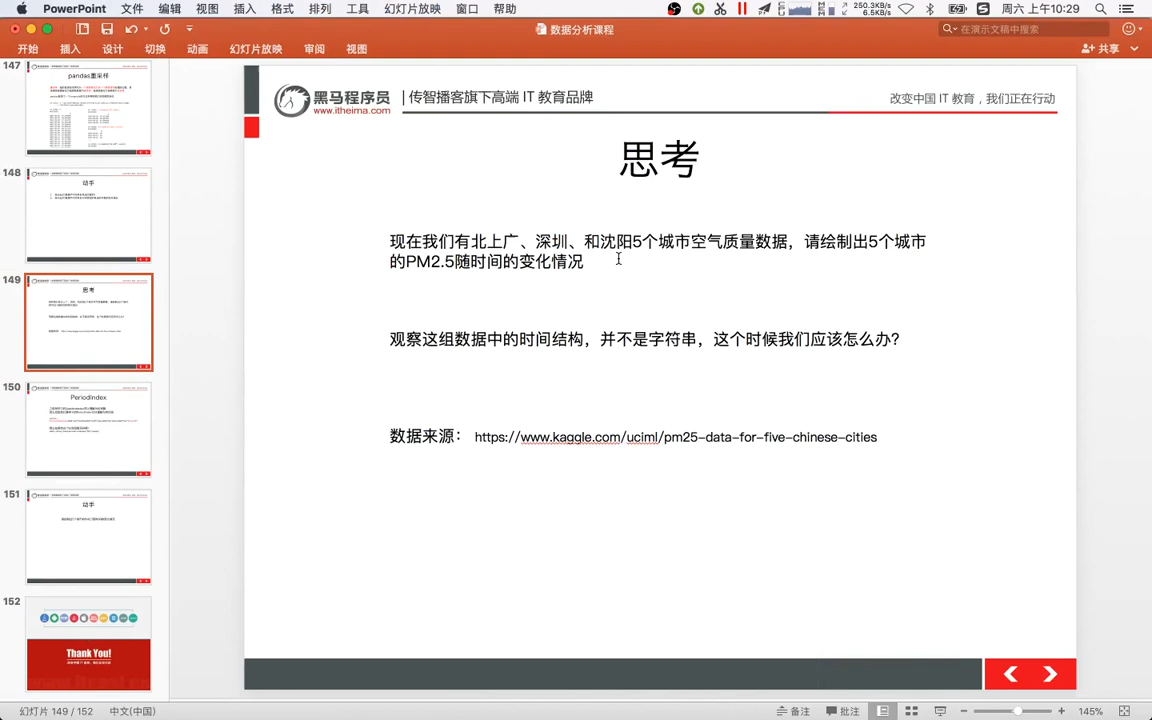 PowerPoint 文件 编辑 视图 插入 格式 排列 工具 幻灯片放映 窗口 帮助 250.3KB/s 6.5KB/s 周六 上午10:29
数据分析课程 在演示文稿中搜索
开始 插入 设计 切换 动画 幻灯片放映 审阅 视图 共享
147
pandas重采样
148
动手
149
思考
150
PeriodIndex
151
动手
152
Thank You!
黑马程序员
www.itheima.com
传智播客旗下高端 IT 教育品牌
改变中国 IT 教育，我们正在行动
思考
现在我们有北上广、深圳、和沈阳5个城市空气质量数据，请绘制出5个城市
的PM2.5随时间的变化情况
观察这组数据中的时间结构，并不是字符串，这个时候我们应该怎么办?
数据来源： https://www.kaggle.com/uciml/pm25-data-for-five-chinese-cities
幻灯片 149 / 152 中文(中国) 备注 批注 145%